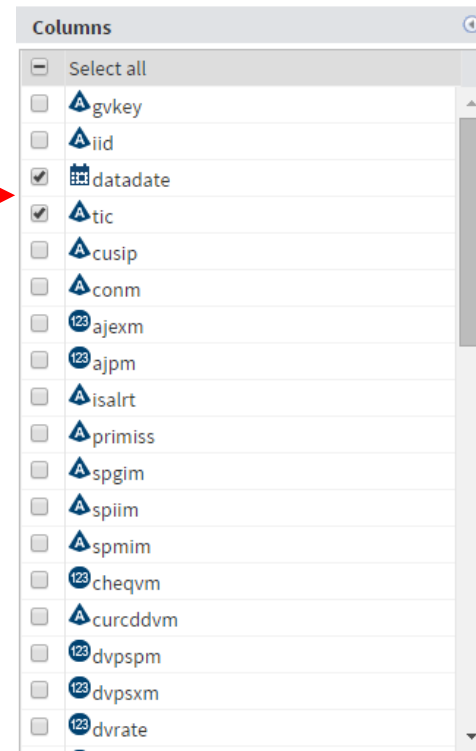 Columns
Select all
gvkey
iid
datadate
tic
cusip
conm
ajexm
ajpm
isalrt
primiss
spgim
spiim
spmim
cheqvm
curcddvm
dvpspm
dvpsxm
dvrate